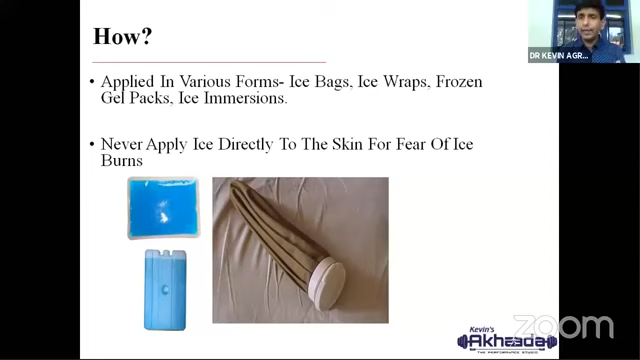 How?
DR KEVIN AGR...
• Applied In Various Forms- Ice Bags, Ice Wraps, Frozen
Gel Packs, Ice Immersions.
• Never Apply Ice Directly To The Skin For Fear Of Ice
Burns
Kevin's
Akhaada
THE PERFORMANCE STUDIO
zoom